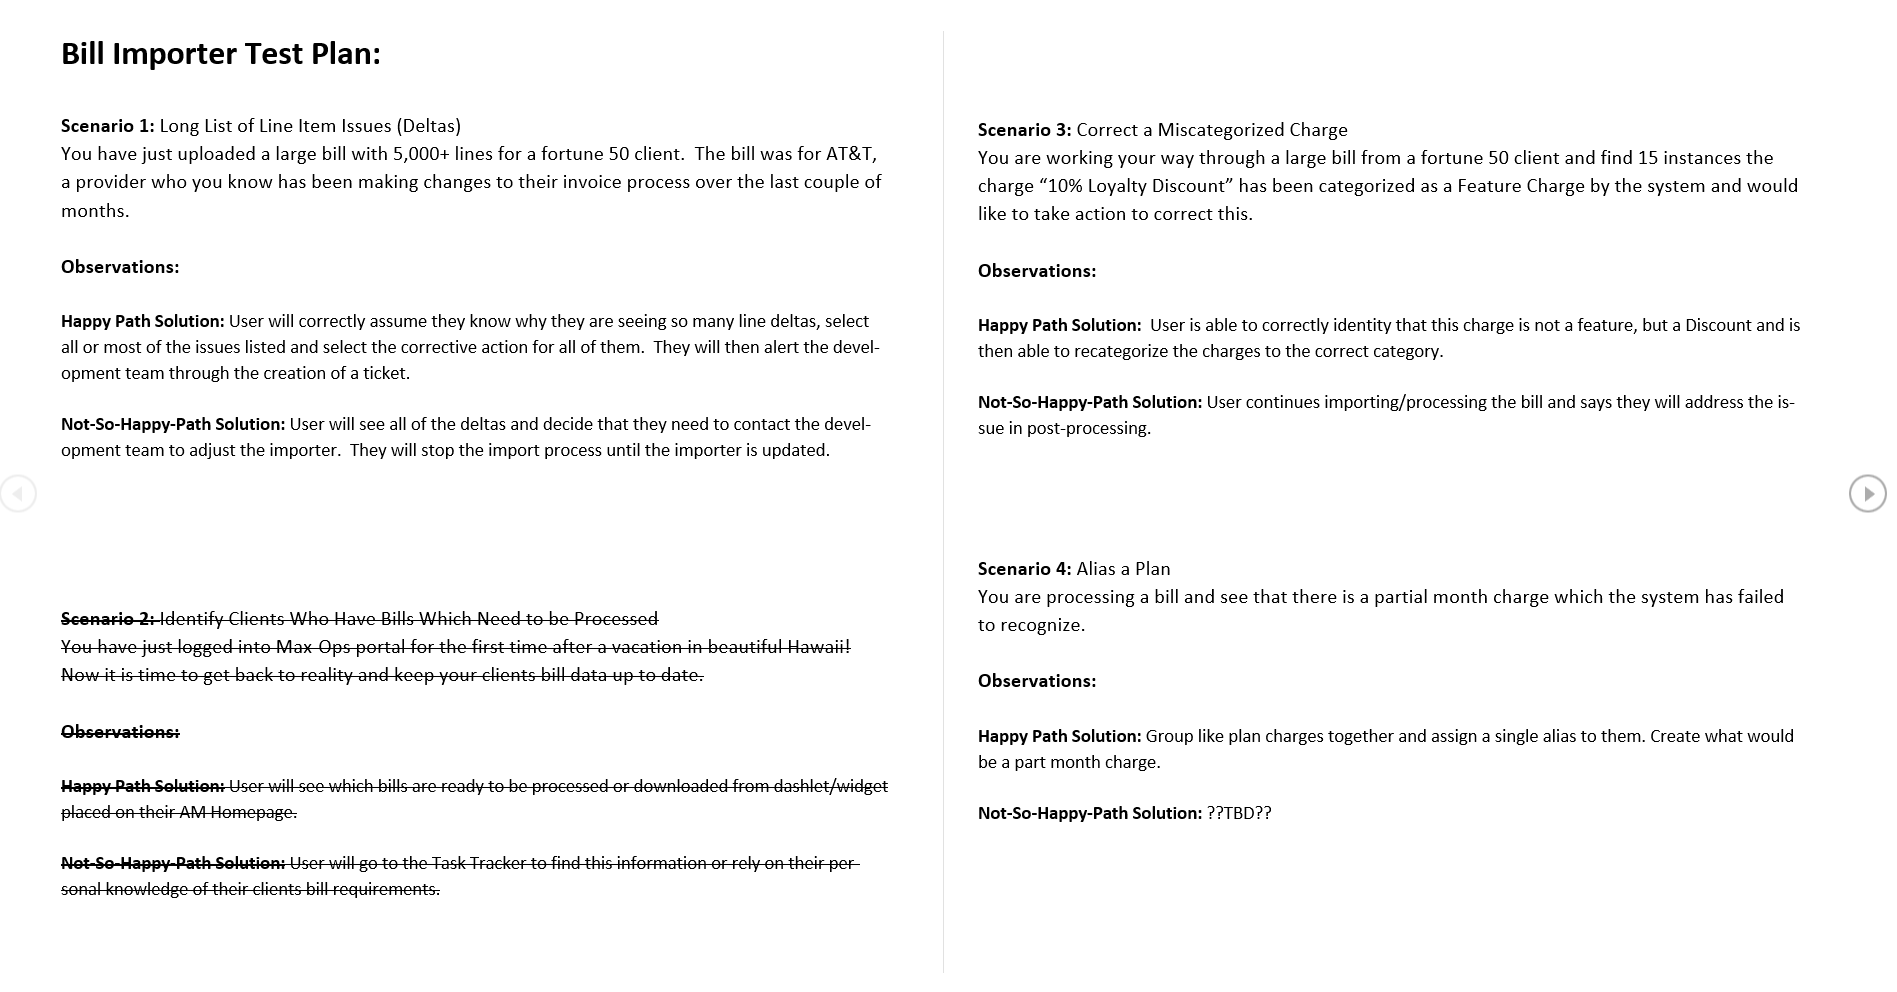 Bill Importer Test Plan:
Scenario 1: Long List of Line Item Issues (Deltas)
You have just uploaded a large bill with 5,000+ lines for a fortune 50 client.  The bill was for AT&T,
a provider who you know has been making changes to their invoice process over the last couple of
months.
Observations:
Happy Path Solution: User will correctly assume they know why they are seeing so many line deltas, select
all or most of the issues listed and select the corrective action for all of them.  They will then alert the devel-
opment team through the creation of a ticket.
Not-So-Happy-Path Solution: User will see all of the deltas and decide that they need to contact the devel-
opment team to adjust the importer.  They will stop the import process until the importer is updated.
Scenario 2: Identify Clients Who Have Bills Which Need to be Processed
You have just logged into Max Ops portal for the first time after a vacation in beautiful Hawaii!
Now it is time to get back to reality and keep your clients bill data up to date.
Observations:
Happy Path Solution: User will see which bills are ready to be processed or downloaded from dashlet/widget
placed on their AM Homepage.
Not-So-Happy-Path Solution: User will go to the Task Tracker to find this information or rely on their per-
sonal knowledge of their clients bill requirements.
Scenario 3: Correct a Miscategorized Charge
You are working your way through a large bill from a fortune 50 client and find 15 instances the
charge “10% Loyalty Discount” has been categorized as a Feature Charge by the system and would
like to take action to correct this.
Observations:
Happy Path Solution:  User is able to correctly identity that this charge is not a feature, but a Discount and is
then able to recategorize the charges to the correct category.
Not-So-Happy-Path Solution: User continues importing/processing the bill and says they will address the is-
sue in post-processing.
Scenario 4: Alias a Plan
You are processing a bill and see that there is a partial month charge which the system has failed
to recognize.
Observations:
Happy Path Solution: Group like plan charges together and assign a single alias to them. Create what would
be a part month charge.
Not-So-Happy-Path Solution: ??TBD??